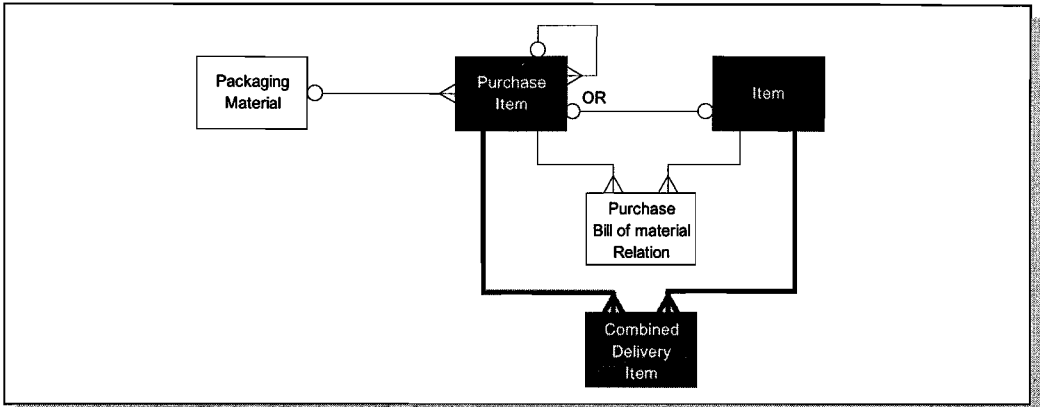 Packaging
Material
Purchase
Item
OR
Item
Purchase
Bill of material
Relation
Combined
Delivery
Item